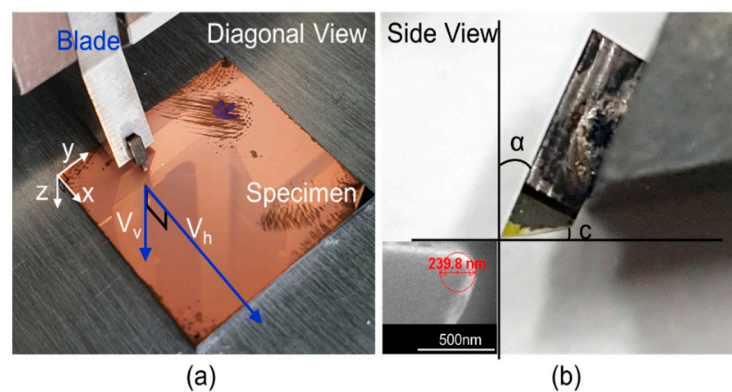 Blade
Diagonal View
y
z
x
Specimen
Vv
Vh
(a)
Side View
α
c
239.8 nm
500nm
(b)